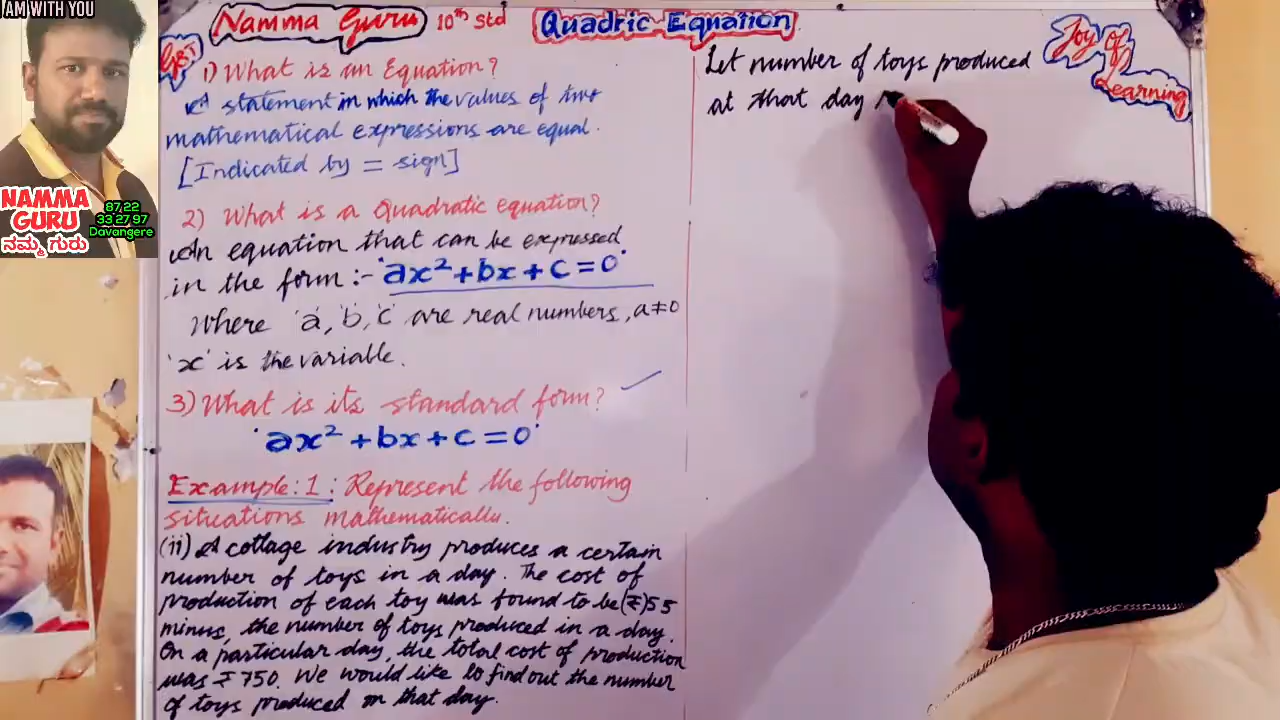 I AM WITH YOU
NAMMA
GURU
ನಮ್ಮ ಗುರು
87 22
33 27 97
Davangere
Namma Guru 10th Std Quadric Equation
G&T
1) What is an Equation?
A statement in which the values of two
mathematical expressions are equal.
[Indicated by = sign]
2) What is a Quadratic equation?
An equation that can be expressed
in the form :- ax² + bx + c = 0
Where 'a', 'b', 'c' are real numbers, a ≠ 0
'x' is the variable.
3) What is its standard form?
'ax² + bx + c = 0'
Example: 1: Represent the following
situations mathematically.
(ii) A cottage industry produces a certain
number of toys in a day. The cost of
production of each toy was found to be (₹) 55
minus, the number of toys produced in a day.
On a particular day, the total cost of production
was ₹ 750. We would like to find out the number
of toys produced on that day.
Let number of toys produced
at that day
Joy of
Learning